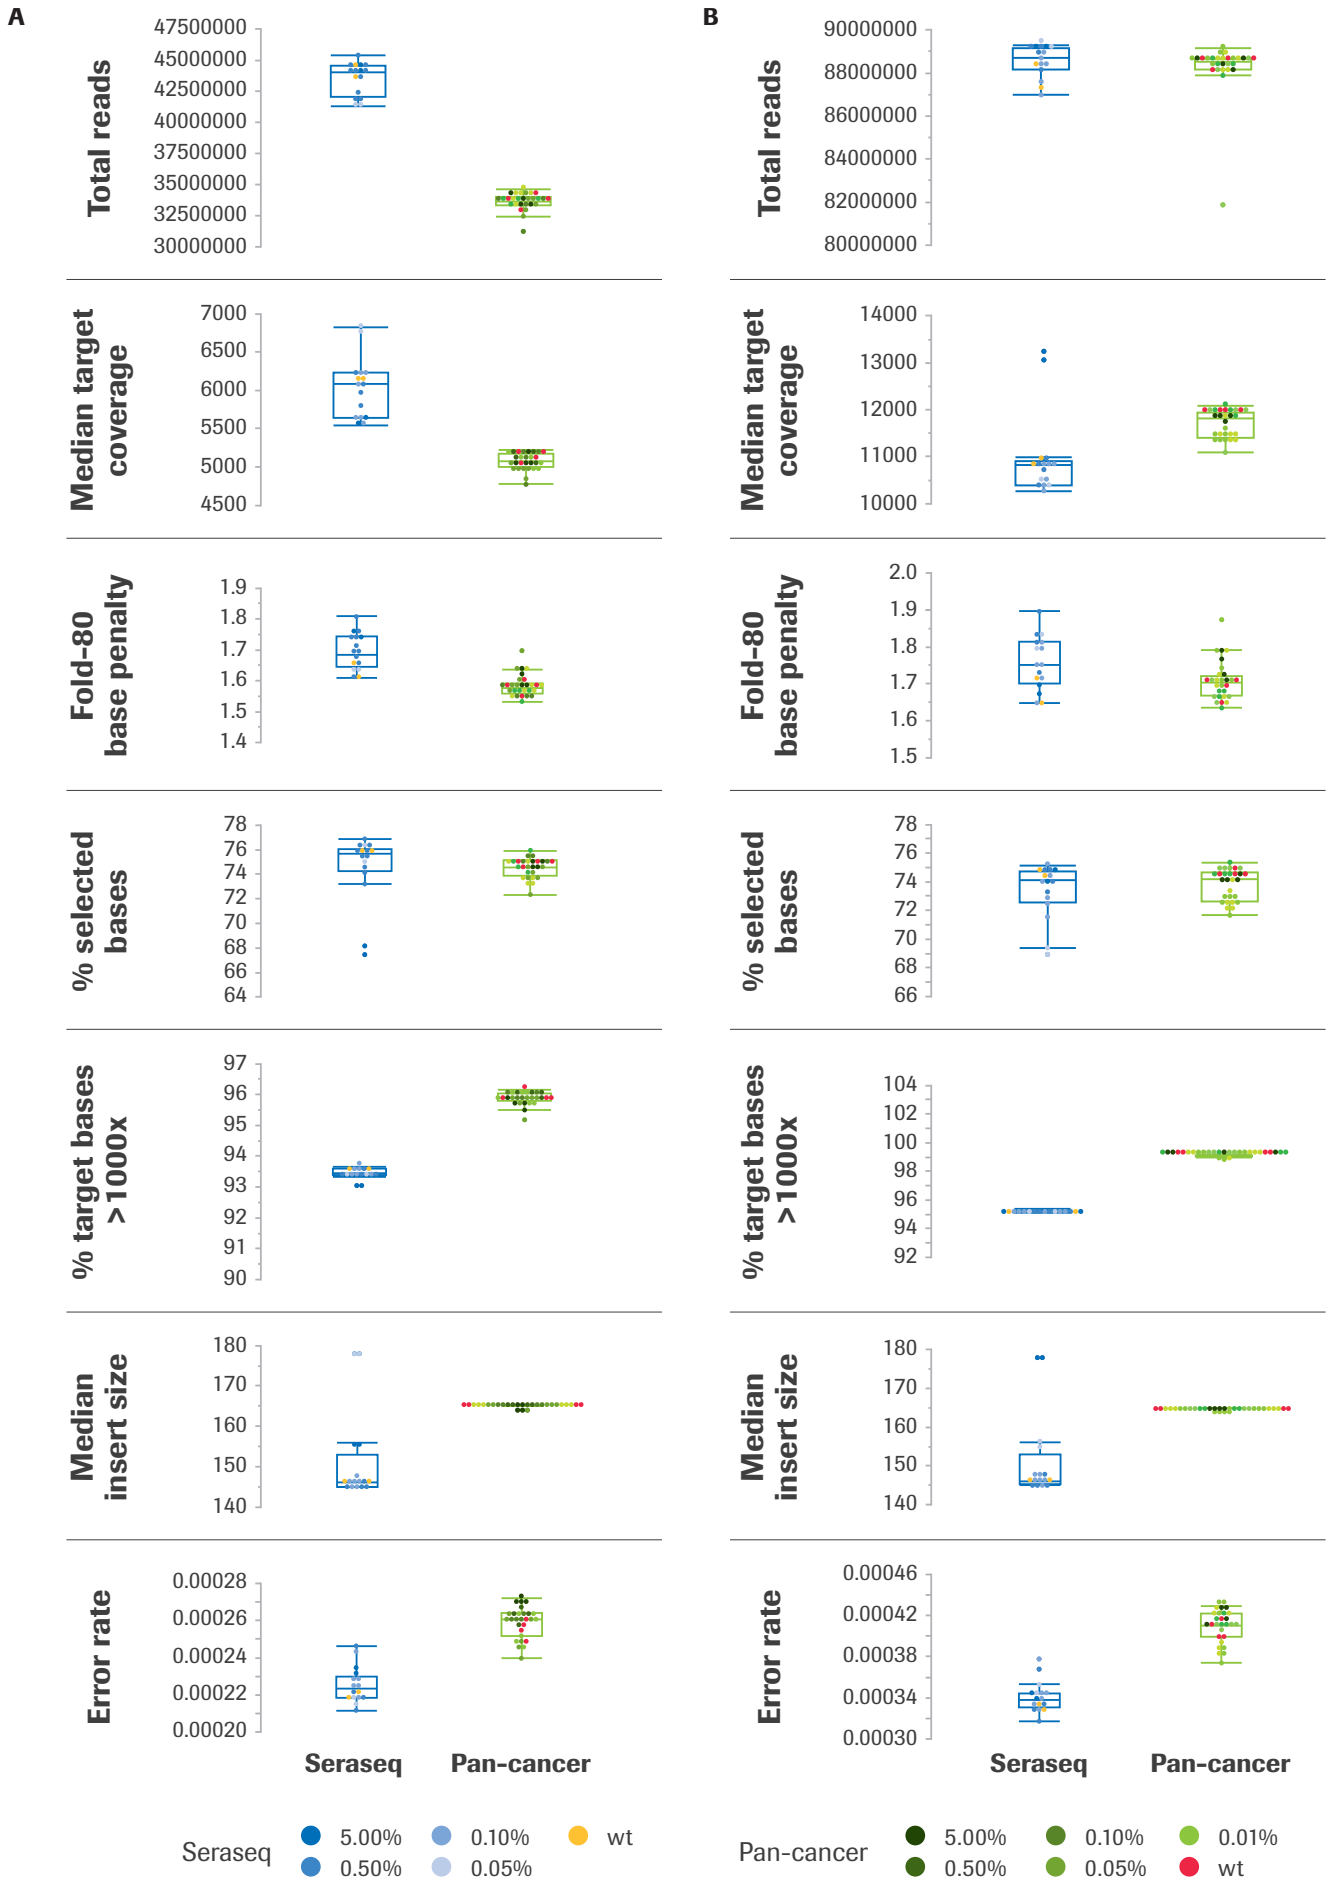 A
Total reads
47500000
45000000
42500000
40000000
37500000
35000000
32500000
30000000
Median target
coverage
7000
6500
6000
5500
5000
4500
Fold-80
base penalty
1.9
1.8
1.7
1.6
1.5
1.4
% selected
bases
78
76
74
72
70
68
66
64
% target bases
>1000x
97
96
95
94
93
92
91
90
Median
insert size
180
170
160
150
140
Error rate
0.00028
0.00026
0.00024
0.00022
0.00020
Seraseq
Pan-cancer
B
Total reads
90000000
88000000
86000000
84000000
82000000
80000000
Median target
coverage
14000
13000
12000
11000
10000
Fold-80
base penalty
2.0
1.9
1.8
1.7
1.6
1.5
% selected
bases
78
76
74
72
70
68
66
% target bases
>1000x
104
102
100
98
96
94
92
Median
insert size
180
170
160
150
140
Error rate
0.00046
0.00042
0.00038
0.00034
0.00030
Seraseq
Pan-cancer
Seraseq
5.00%
0.10%
wt
0.50%
0.05%
Pan-cancer
5.00%
0.10%
0.01%
0.50%
0.05%
wt